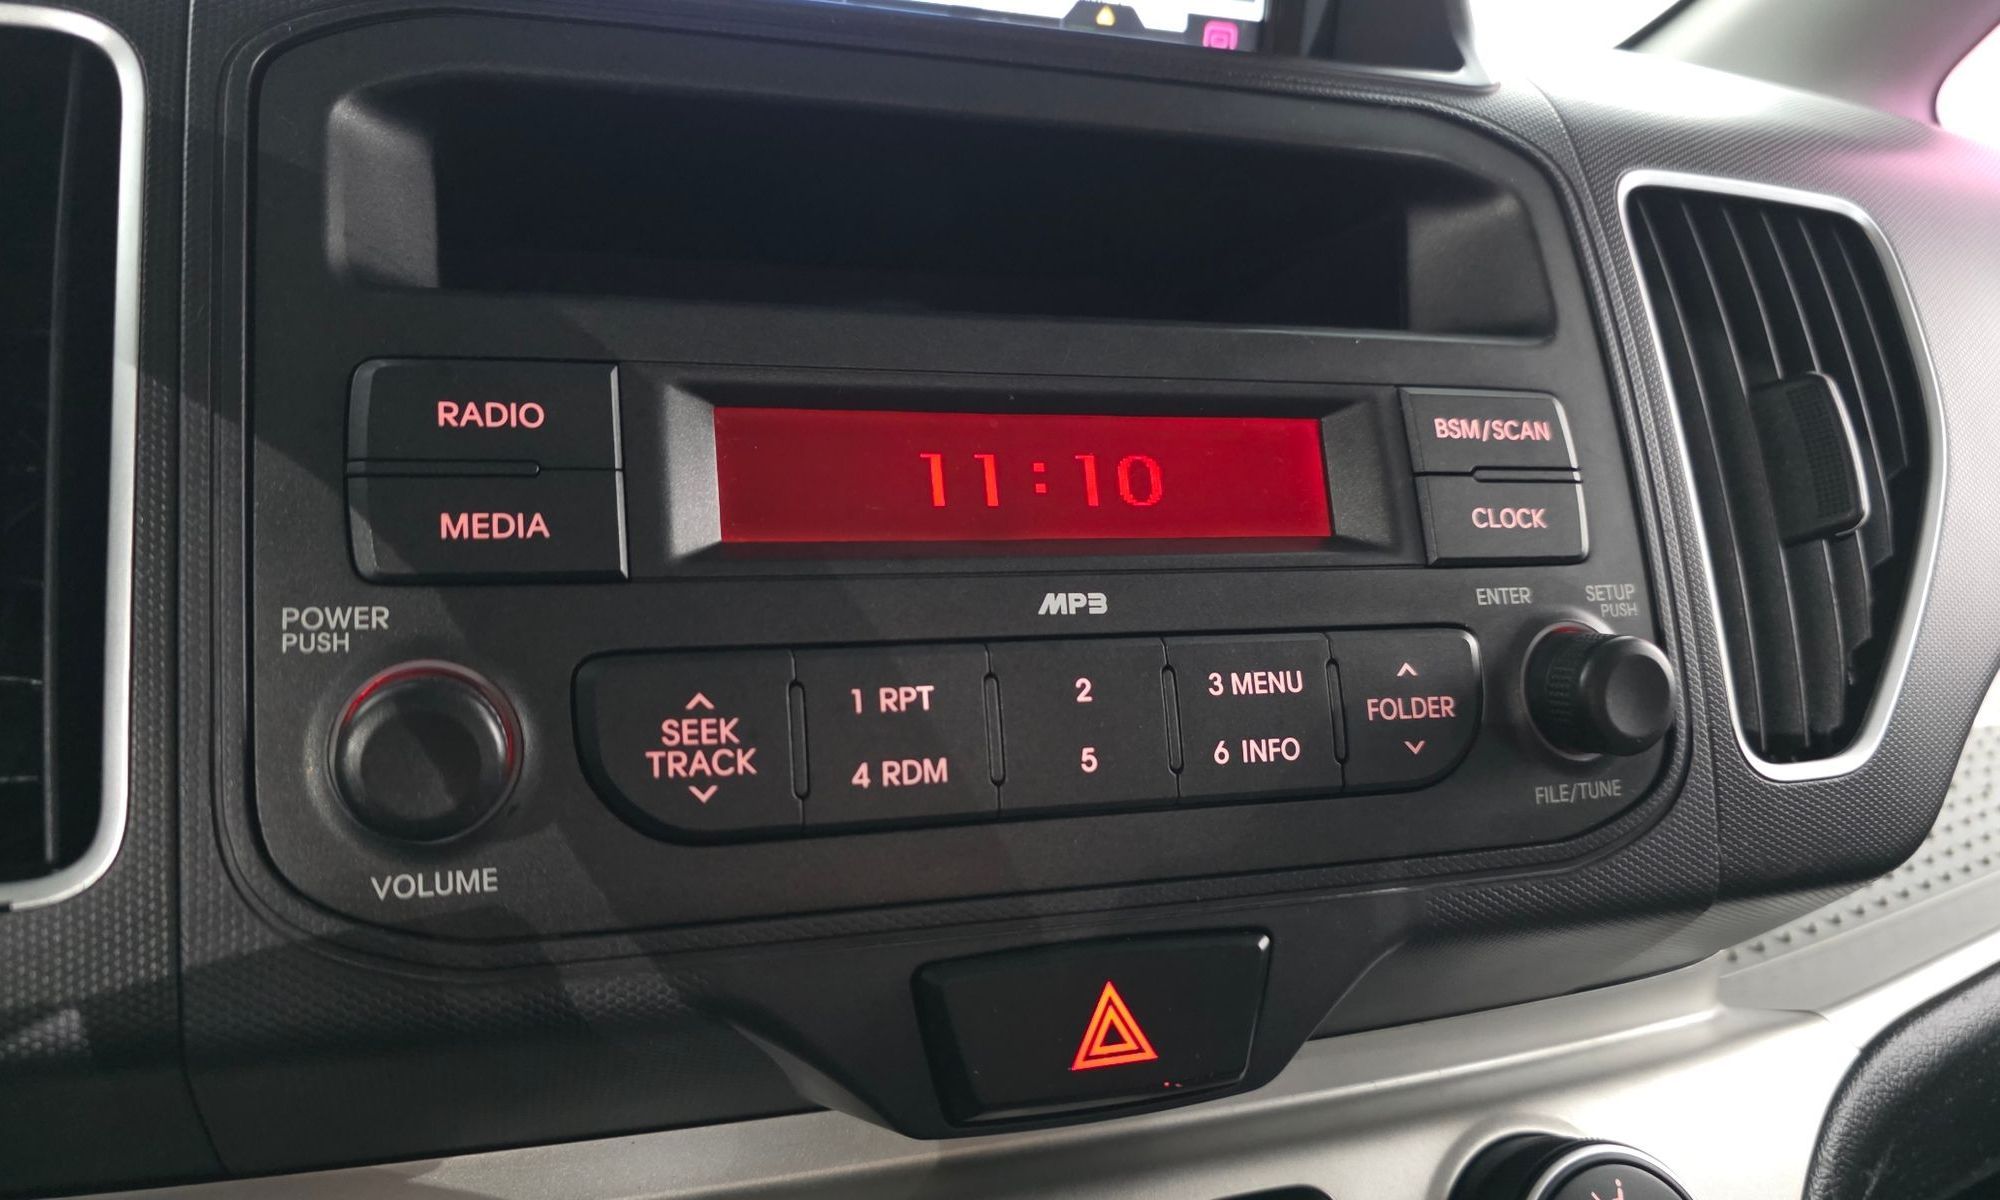 RADIO
MEDIA
11:10
BSM/SCAN
CLOCK
POWER
PUSH
VOLUME
MP3
SEEK
TRACK
1 RPT
4 RDM
2
5
3 MENU
6 INFO
FOLDER
ENTER
SETUP
PUSH
FILE/TUNE